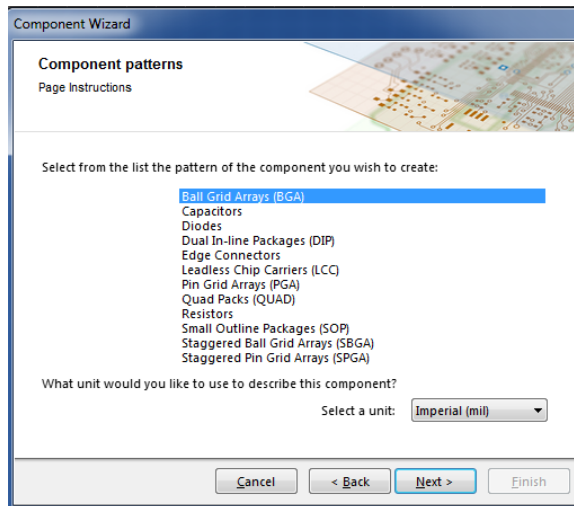 Component Wizard
Component patterns
Page Instructions
Select from the list the pattern of the component you wish to create:
Ball Grid Arrays (BGA)
Capacitors
Diodes
Dual In-line Packages (DIP)
Edge Connectors
Leadless Chip Carriers (LCC)
Pin Grid Arrays (PGA)
Quad Packs (QUAD)
Resistors
Small Outline Packages (SOP)
Staggered Ball Grid Arrays (SBGA)
Staggered Pin Grid Arrays (SPGA)
What unit would you like to use to describe this component?
Select a unit: Imperial (mil)
Cancel < Back Next > Finish